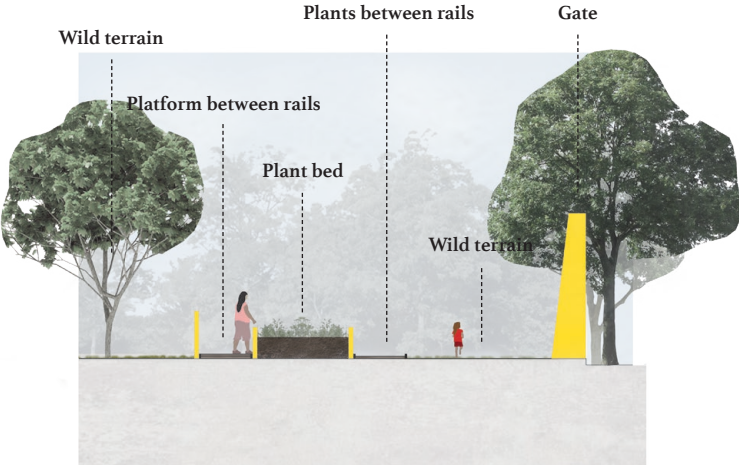 Plants between rails
Gate
Wild terrain
Platform between rails
Plant bed
Wild terrain